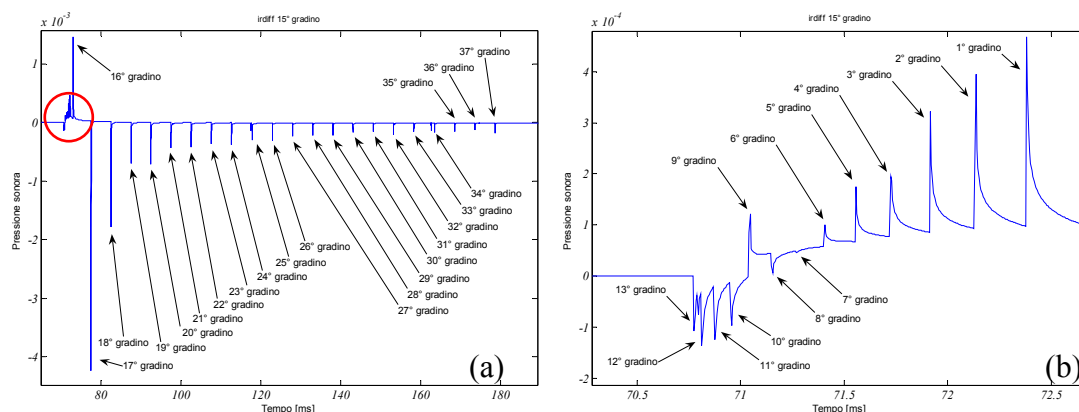 x 10⁻³
irdiff 15° gradino
1
0
-1
-2
-3
-4
Pressione sonora
60
80
100
120
140
160
180
Tempo [ms]
16° gradino
17° gradino
18° gradino
19° gradino
20° gradino
21° gradino
22° gradino
23° gradino
24° gradino
25° gradino
26° gradino
27° gradino
28° gradino
29° gradino
30° gradino
31° gradino
32° gradino
33° gradino
34° gradino
35° gradino
36° gradino
37° gradino
(a)
x 10⁻⁴
irdiff 15° gradino
4
2
0
-1
-2
Pressione sonora
70.5
71
71.5
72
72.5
Tempo [ms]
1° gradino
2° gradino
3° gradino
4° gradino
5° gradino
6° gradino
9° gradino
7° gradino
8° gradino
13° gradino
10° gradino
12° gradino
11° gradino
(b)